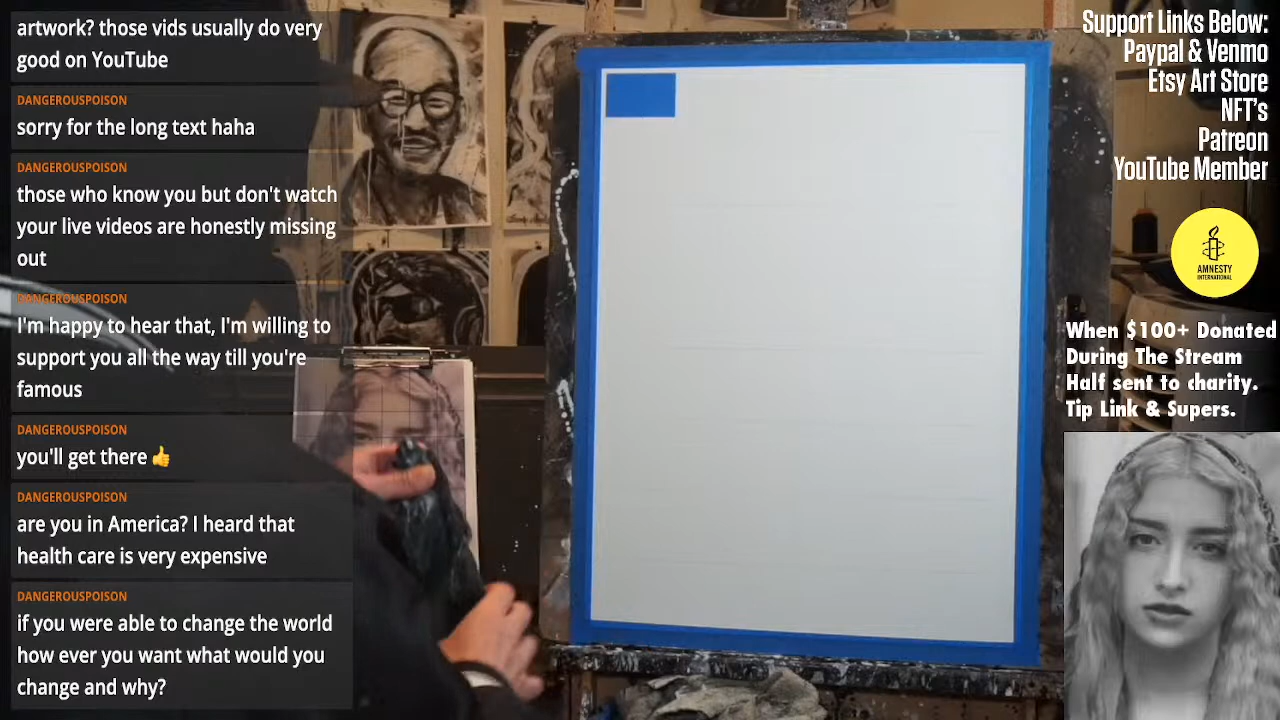 artwork? those vids usually do very
good on YouTube
DANGEROUSPOISON
sorry for the long text haha
DANGEROUSPOISON
those who know you but don't watch
your live videos are honestly missing
out
DANGEROUSPOISON
I'm happy to hear that, I'm willing to
support you all the way till you're
famous
DANGEROUSPOISON
you'll get there 👍
DANGEROUSPOISON
are you in America? I heard that
health care is very expensive
DANGEROUSPOISON
if you were able to change the world
how ever you want what would you
change and why?
Support Links Below:
Paypal & Venmo
Etsy Art Store
NFT's
Patreon
YouTube Member
AMNESTY
INTERNATIONAL
When $100+ Donated
During The Stream
Half sent to charity.
Tip Link & Supers.